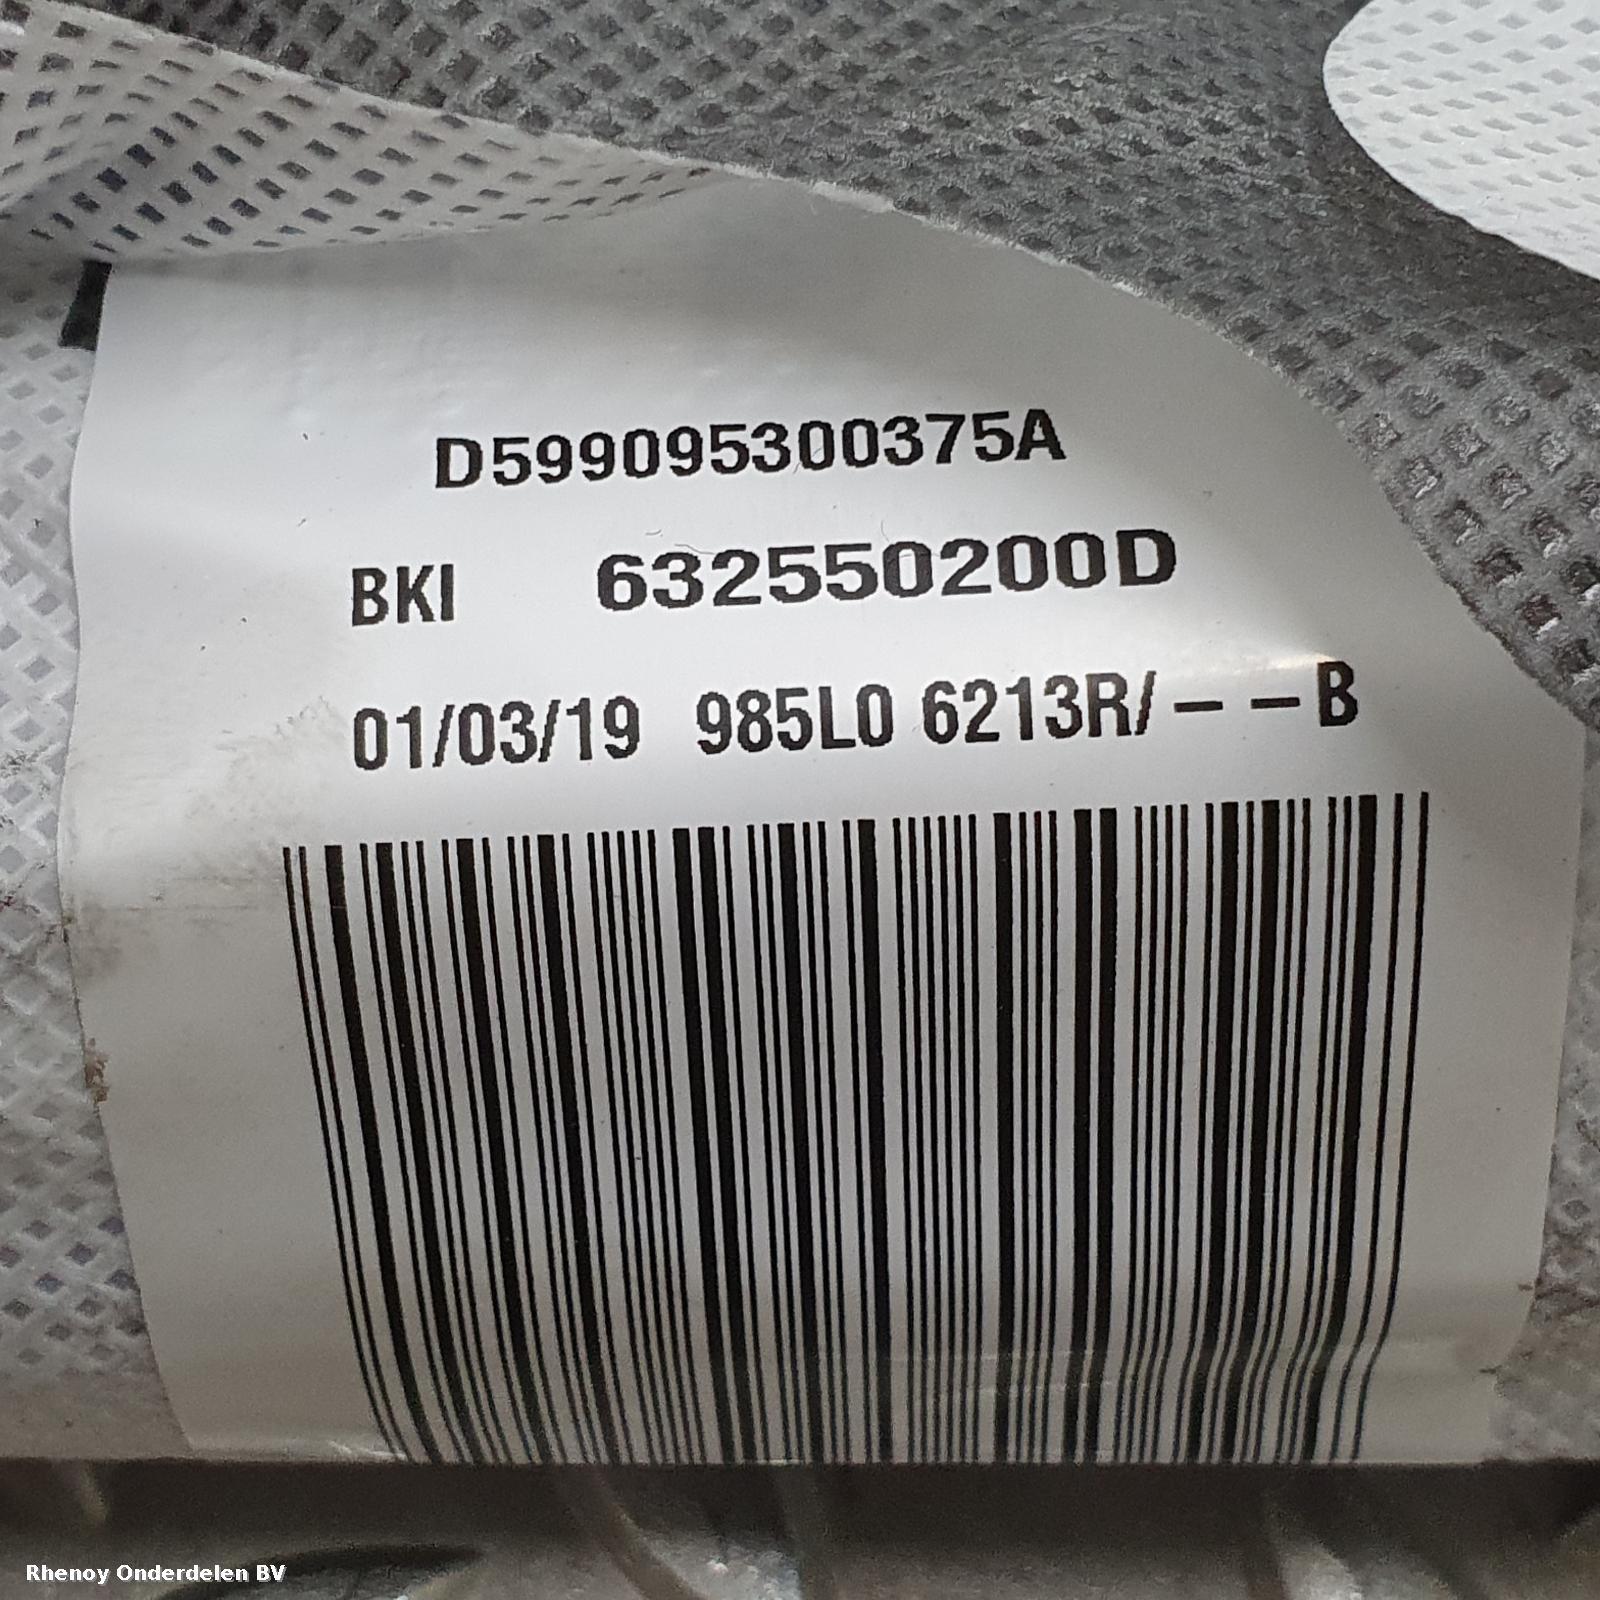 D599095300375A
BKI 632550200D
01/03/19 985L0 6213R/--B
Rhenoy Onderdelen BV